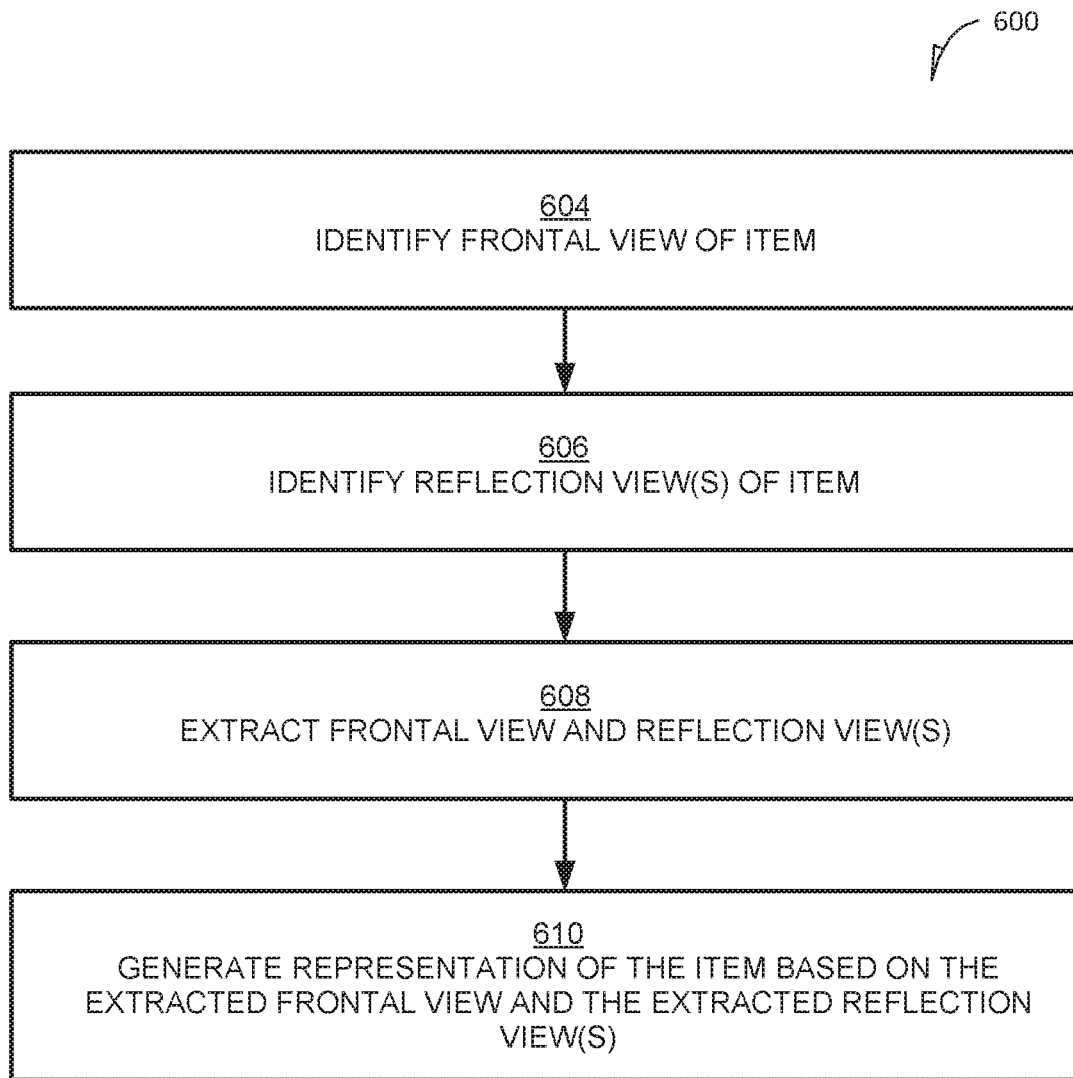 600
604
IDENTIFY FRONTAL VIEW OF ITEM
606
IDENTIFY REFLECTION VIEW(S) OF ITEM
608
EXTRACT FRONTAL VIEW AND REFLECTION VIEW(S)
610
GENERATE REPRESENTATION OF THE ITEM BASED ON THE
EXTRACTED FRONTAL VIEW AND THE EXTRACTED REFLECTION
VIEW(S)